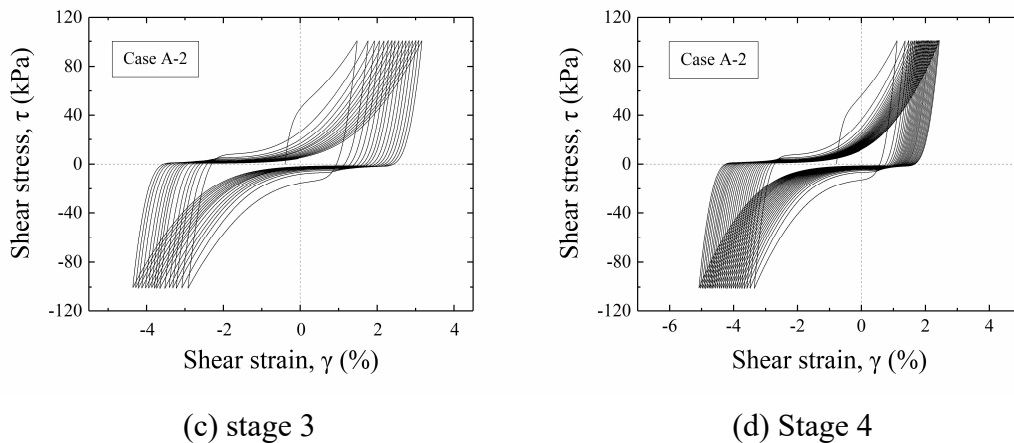 120
80
40
0
-40
-80
-120
Shear stress, τ (kPa)
Case A-2
-4 -2 0 2 4
Shear strain, γ (%)
(c) stage 3
120
80
40
0
-40
-80
-120
Shear stress, τ (kPa)
Case A-2
-6 -4 -2 0 2 4
Shear strain, γ (%)
(d) Stage 4